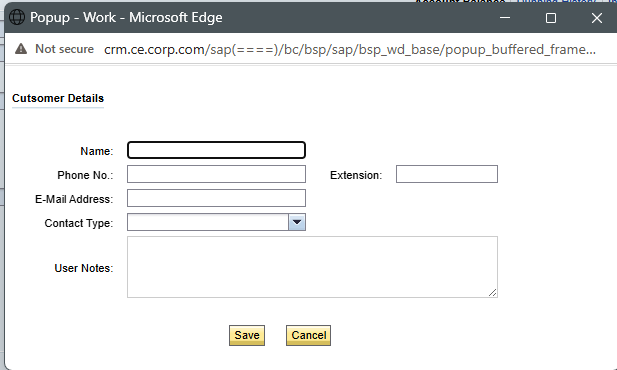 Popup - Work - Microsoft Edge
Not secure crm.ce.corp.com/sap(====)/bc/bsp/sap/bsp_wd_base/popup_buffered_frame...
Cutsomer Details
Name:
Phone No.: Extension:
E-Mail Address:
Contact Type:
User Notes:
Save Cancel